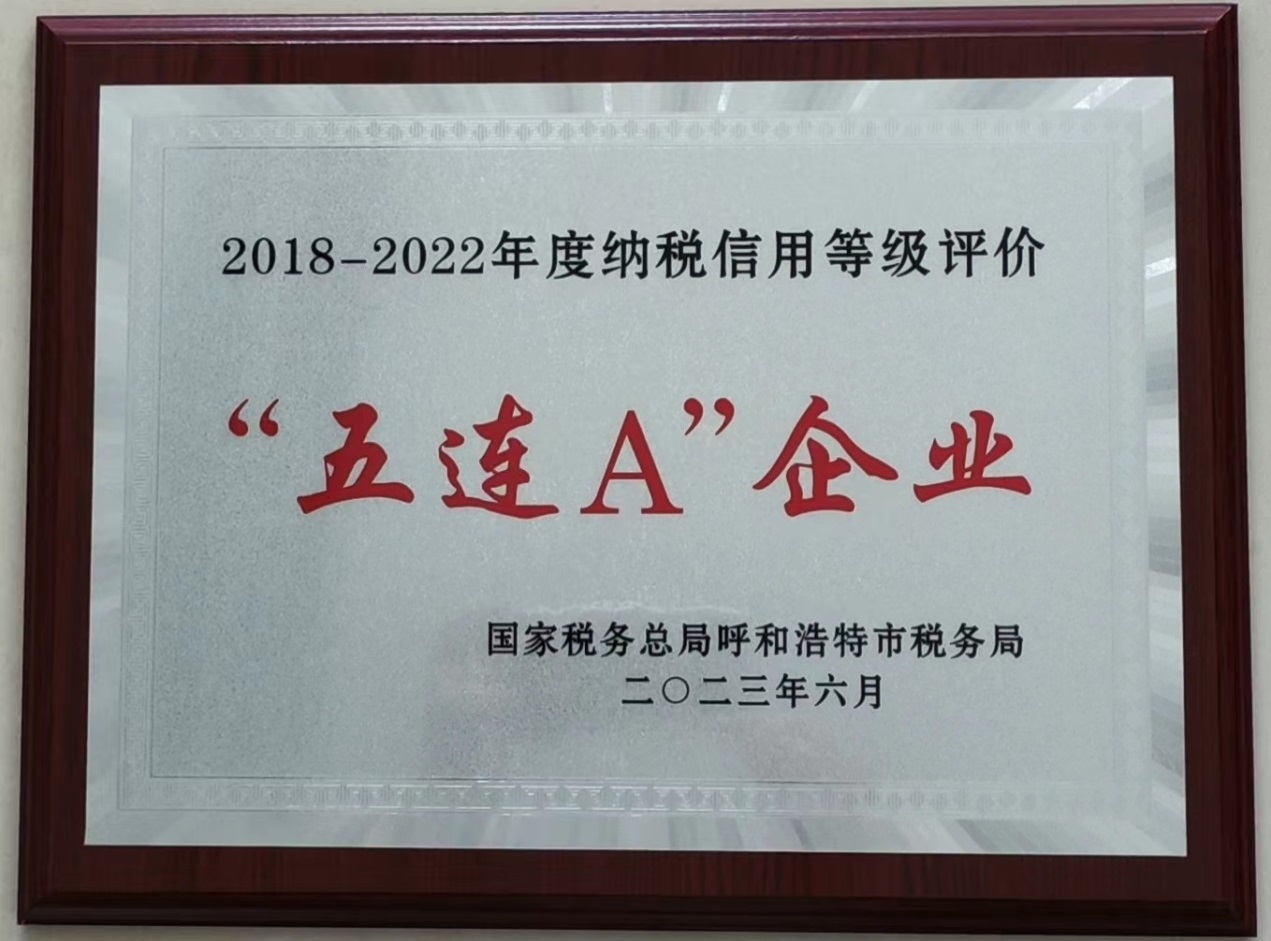 2018-2022年度纳税信用等级评价
“五连A”企业
国家税务总局呼和浩特市税务局
二〇二三年六月